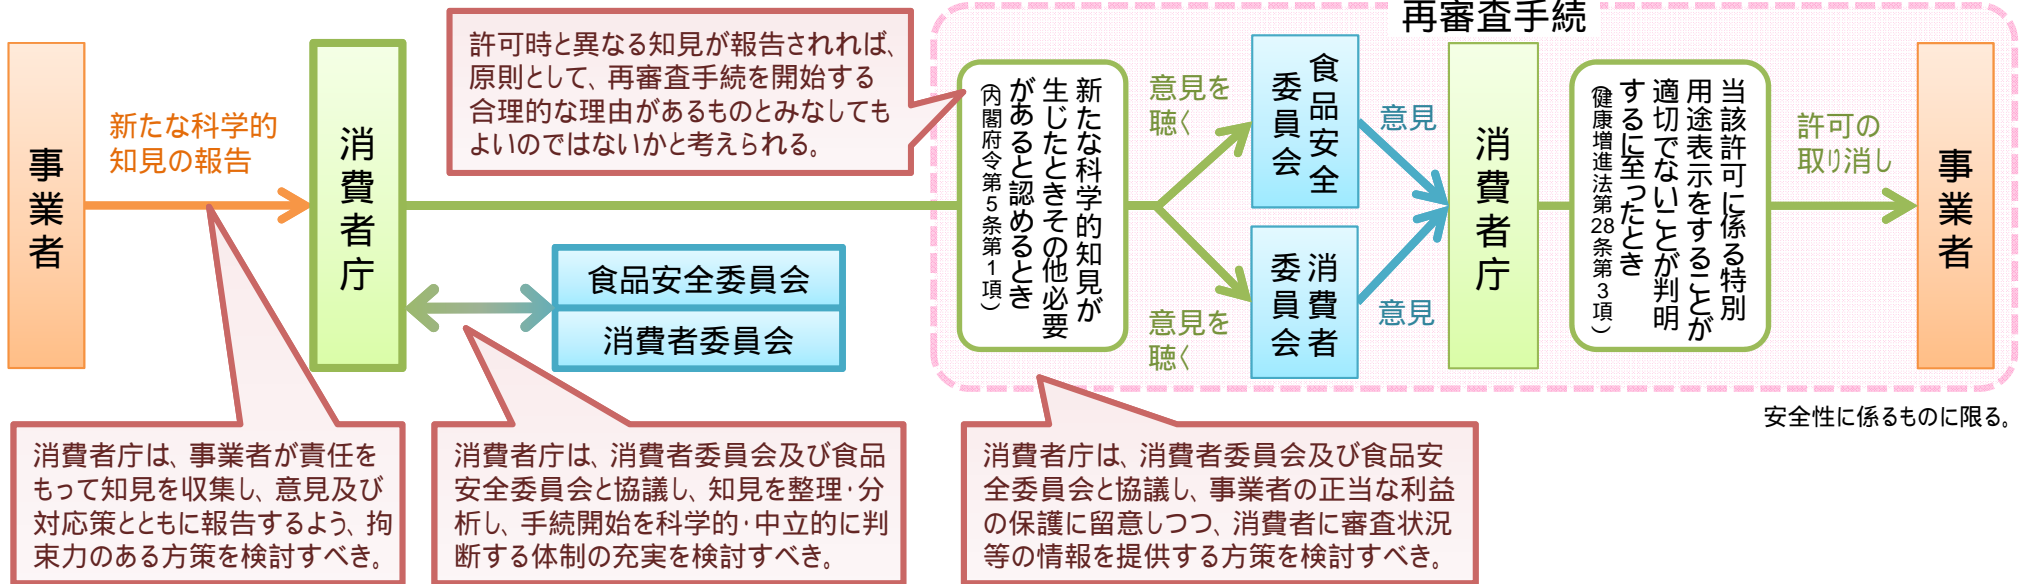 再審査手続
許可時と異なる知見が報告されれば、
原則として、再審査手続を開始する
合理的な理由があるものとみなしても
よいのではないかと考えられる。
事業者
新たな科学的
知見の報告
消費者庁
食品安全委員会
消費者委員会
新たな科学的知見が
生じたときその他必要
があると認めるとき
（内閣府令第5条第1項）
意見を
聴く
意見を
聴く
食品安全
委員会
消費者
委員会
意見
意見
消費者庁
当該許可に係る特別
用途表示をすることが
適切でないことが判明
するに至ったとき
（健康増進法第28条第3項）
許可の
取り消し
事業者
安全性に係るものに限る。
消費者庁は、事業者が責任を
もって知見を収集し、意見及び
対応策とともに報告するよう、拘
束力のある方策を検討すべき。
消費者庁は、消費者委員会及び食品
安全委員会と協議し、知見を整理・分
析し、手続開始を科学的・中立的に判
断する体制の充実を検討すべき。
消費者庁は、消費者委員会及び食品安
全委員会と協議し、事業者の正当な利益
の保護に留意しつつ、消費者に審査状況
等の情報を提供する方策を検討すべき。